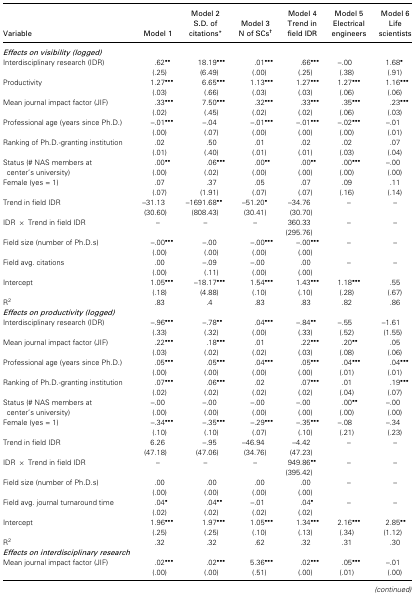 Variable Model 1 Model 2 S.D. of citations* Model 3 N of SCs† Model 4 Trend in field IDR Model 5 Electrical engineers Model 6 Life scientists
Effects on visibility (logged)
Interdisciplinary research (IDR) .62•• 18.19••• .01••• .66••• –.00 1.68•
(.25) (6.49) (.00) (.25) (.38) (.91)
Productivity 1.27••• 6.65••• 1.13••• 1.27••• 1.27••• 1.16•••
(.03) (.66) (.03) (.03) (.06) (.06)
Mean journal impact factor (JIF) .33••• 7.50••• .32••• .33••• .35••• .23•••
(.02) (.45) (.02) (.02) (.06) (.03)
Professional age (years since Ph.D.) –.01••• –.04 –.01••• –.01••• –.02••• –.01
(.00) (.07) (.00) (.00) (.00) (.01)
Ranking of Ph.D.-granting institution .02 .50 .01 .02 .02 .07
(.01) (.40) (.01) (.01) (.03) (.04)
Status (# NAS members at .00•• .06••• .00•• .00•• .00••• –.00
center's university) (.00) (.02) (.00) (.00) (.00) (.00)
Female (yes = 1) .07 .37 .05 .07 .09 .11
(.07) (1.91) (.07) (.07) (.16) (.14)
Trend in field IDR –31.13 –1691.68•• –51.20• –34.76 – –
(30.60) (808.43) (30.41) (30.70)
IDR × Trend in field IDR – – – 360.33 – –
(295.76)
Field size (number of Ph.D.s) –.00••• –.00 –.00••• –.00••• – –
(.00) (.00) (.00) (.00)
Field avg. citations .00 –.09 –.00 .00 – –
(.00) (.11) (.00) (.00)
Intercept 1.05••• –18.17••• 1.54••• 1.43••• 1.18••• .55
(.18) (4.88) (.10) (.10) (.28) (.67)
R2 .83 .4 .83 .83 .82 .86
Effects on productivity (logged)
Interdisciplinary research (IDR) –.96••• –.78•• .04••• –.84•• –.55 –1.61
(.33) (.32) (.00) (.33) (.52) (1.55)
Mean journal impact factor (JIF) .22••• .18••• .01 .22••• .20•• .05
(.03) (.02) (.02) (.03) (.08) (.06)
Professional age (years since Ph.D.) .05••• .05••• .04••• .05••• .04••• .04•••
(.00) (.00) (.00) (.00) (.01) (.01)
Ranking of Ph.D.-granting institution .07••• .06••• .02 .07••• .01 .19•••
(.02) (.02) (.02) (.02) (.04) (.07)
Status (# NAS members at –.00 –.00 –.00 –.00 .00•• –.00
center's university) (.00) (.00) (.00) (.00) (.00) (.00)
Female (yes = 1) –.34••• –.35••• –.29••• –.35••• –.08 –.34
(.10) (.10) (.07) (.10) (.21) (.23)
Trend in field IDR 6.26 –.95 –46.94 –4.42 – –
(47.18) (47.06) (34.76) (47.23)
IDR × Trend in field IDR – – – 949.86•• – –
(395.42)
Field size (number of Ph.D.s) .00 .00 .00 .00 – –
(.00) (.00) (.00) (.00)
Field avg. journal turnaround time .04• .04•• –.01 .04• – –
(.02) (.02) (.02) (.02)
Intercept 1.96••• 1.97••• 1.05••• 1.34••• 2.16••• 2.85••
(.25) (.25) (.10) (.13) (.34) (1.12)
R2 .32 .32 .62 .32 .31 .30
Effects on interdisciplinary research
Mean journal impact factor (JIF) .02••• .02••• 5.36••• .02••• .05••• –.01
(.00) (.00) (.51) (.00) (.01) (.00)
(continued)